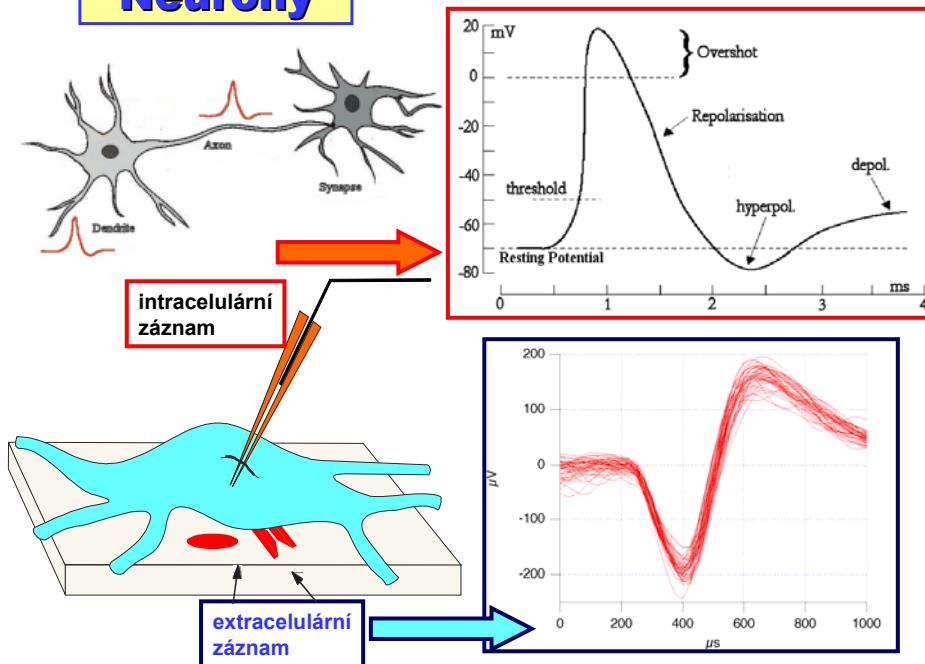 Neurony
Axon
Synapse
Dendrite
mV
20
0
-20
-40
-60
-80
Overshot
Repolarisation
threshold
hyperpol.
depol.
Resting Potential
ms
0 1 2 3 4
intracelulární
záznam
µV
200
100
0
-100
-200
0 200 400 600 800 1000
µs
extracelulární
záznam